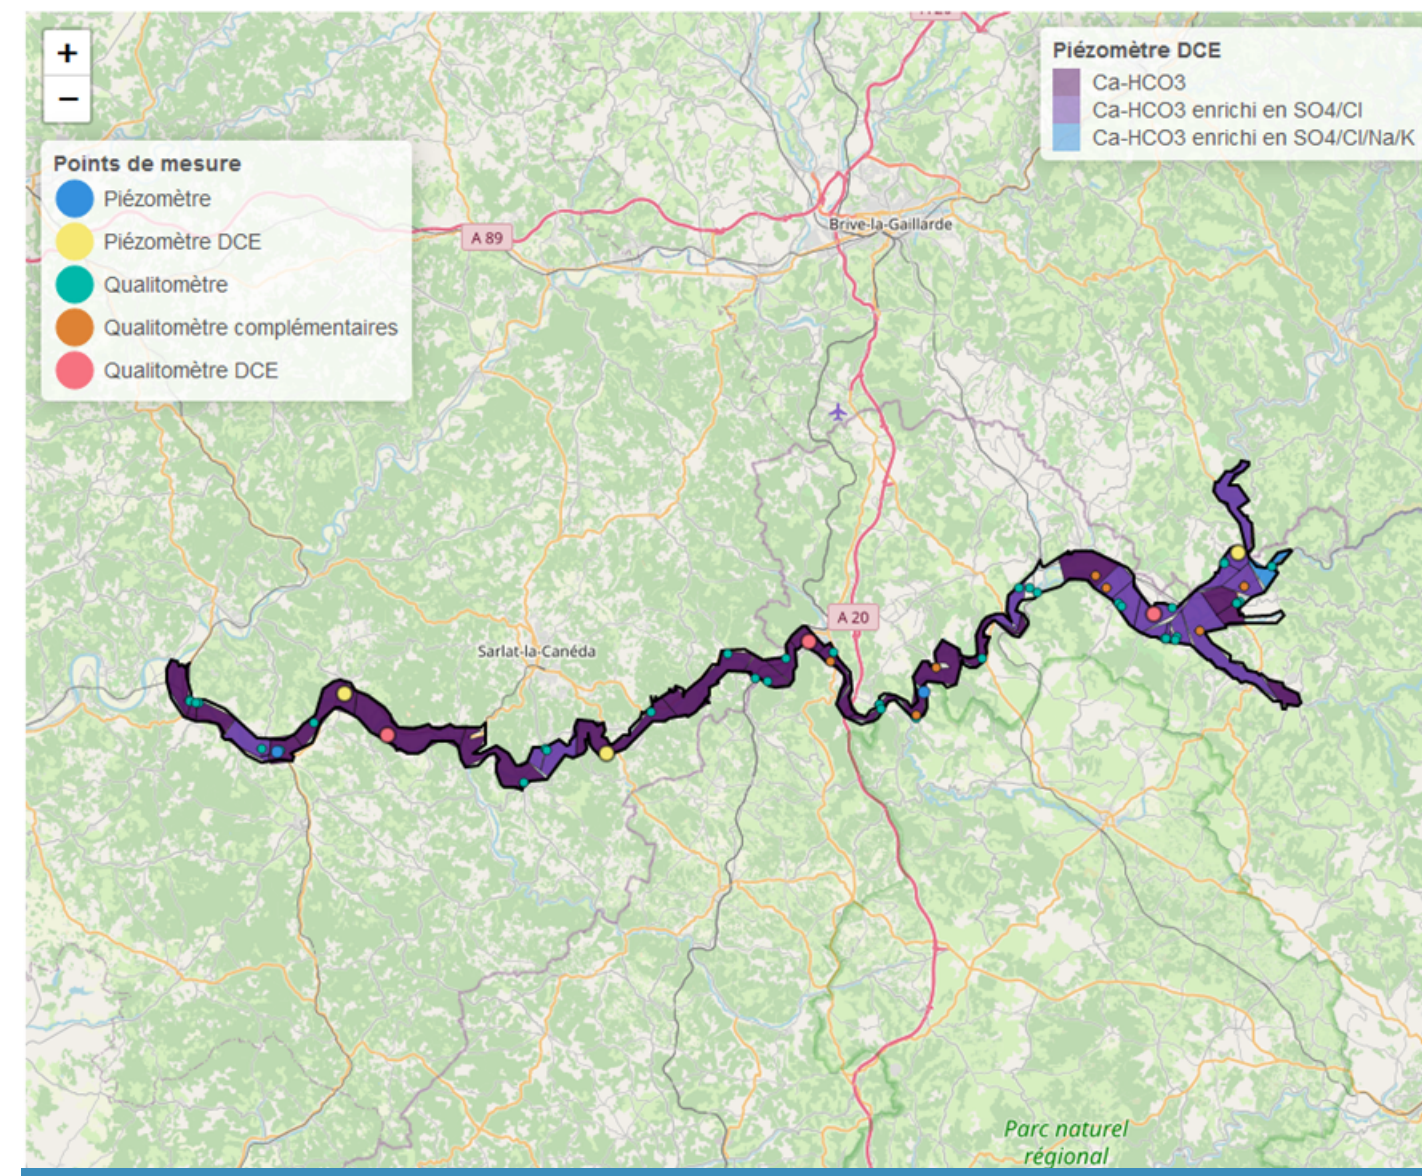 +
−
Points de mesure
Piézomètre
Piézomètre DCE
Qualitomètre
Qualitomètre complémentaires
Qualitomètre DCE
Piézomètre DCE
Ca-HCO3
Ca-HCO3 enrichi en SO4/Cl
Ca-HCO3 enrichi en SO4/Cl/Na/K
A 89
Brive-la-Gaillarde
A 20
Sarlat-la-Canéda
Parc naturel
régional